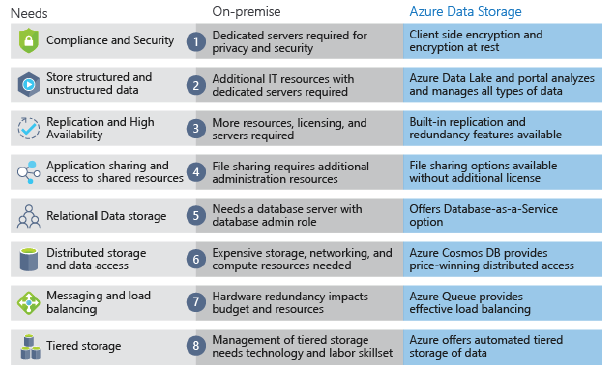 Needs
On-premise
Azure Data Storage
Compliance and Security
1
Dedicated servers required for
privacy and security
Client side encryption and
encryption at rest
Store structured and
unstructured data
2
Additional IT resources with
dedicated servers required
Azure Data Lake and portal analyzes
and manages all types of data
Replication and High
Availability
3
More resources, licensing, and
servers required
Built-in replication and
redundancy features available
Application sharing and
access to shared resources
4
File sharing requires additional
administration resources
File sharing options available
without additional license
Relational Data storage
5
Needs a database server with
database admin role
Offers Database-as-a-Service
option
Distributed storage
and data access
6
Expensive storage, networking, and
compute resources needed
Azure Cosmos DB provides
price-winning distributed access
Messaging and load
balancing
7
Hardware redundancy impacts
budget and resources
Azure Queue provides
effective load balancing
Tiered storage
8
Management of tiered storage
needs technology and labor skillset
Azure offers automated tiered
storage of data